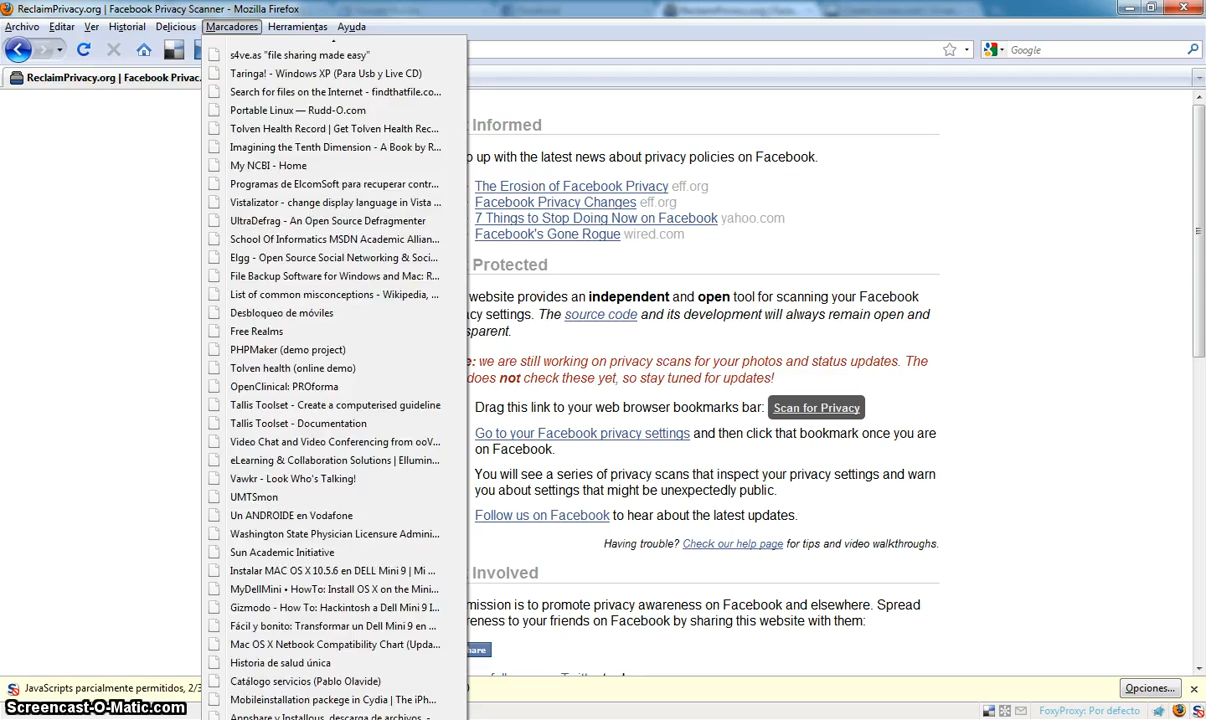 ReclaimPrivacy.org | Facebook Privacy Scanner - Mozilla Firefox
Archivo Editar Ver Historial Delicious Marcadores Herramientas Ayuda
Google
ReclaimPrivacy.org | Facebook Privac
s4ve.as "file sharing made easy"
Taringa! - Windows XP (Para Usb y Live CD)
Search for files on the Internet - findthatfile.co...
Portable Linux — Rudd-O.com
Tolven Health Record | Get Tolven Health Rec...
Imagining the Tenth Dimension - A Book by R...
My NCBI - Home
Programas de ElcomSoft para recuperar contr...
Vistalizator - change display language in Vista ...
UltraDefrag - An Open Source Defragmenter
School Of Informatics MSDN Academic Allian...
Elgg - Open Source Social Networking & Soci...
File Backup Software for Windows and Mac: R...
List of common misconceptions - Wikipedia, ...
Desbloqueo de móviles
Free Realms
PHPMaker (demo project)
Tolven health (online demo)
OpenClinical: PROforma
Tallis Toolset - Create a computerised guideline
Tallis Toolset - Documentation
Video Chat and Video Conferencing from ooV...
eLearning & Collaboration Solutions | Ellumin...
Vawkr - Look Who's Talking!
UMTSmon
Un ANDROIDE en Vodafone
Washington State Physician Licensure Admini...
Sun Academic Initiative
Instalar MAC OS X 10.5.6 en DELL Mini 9 | Mi ...
MyDellMini • HowTo: Install OS X on the Mini...
Gizmodo - How To: Hackintosh a Dell Mini 9 I...
Fácil y bonito: Transformar un Dell Mini 9 en ...
Mac OS X Netbook Compatibility Chart (Upda...
Historia de salud única
Catálogo servicios (Pablo Olavide)
Mobileinstallation packege in Cydia | The iPh...
Appshare y Installous, descarga de archivos, -
Informed
p up with the latest news about privacy policies on Facebook.
The Erosion of Facebook Privacy eff.org
Facebook Privacy Changes eff.org
7 Things to Stop Doing Now on Facebook yahoo.com
Facebook's Gone Rogue wired.com
Protected
website provides an independent and open tool for scanning your Facebook
cy settings. The source code and its development will always remain open and
sparent.
e: we are still working on privacy scans for your photos and status updates. The
does not check these yet, so stay tuned for updates!
Drag this link to your web browser bookmarks bar: Scan for Privacy
Go to your Facebook privacy settings and then click that bookmark once you are
on Facebook.
You will see a series of privacy scans that inspect your privacy settings and warn
you about settings that might be unexpectedly public.
Follow us on Facebook to hear about the latest updates.
Having trouble? Check our help page for tips and video walkthroughs.
Involved
mission is to promote privacy awareness on Facebook and elsewhere. Spread
reness to your friends on Facebook by sharing this website with them:
are
JavaScripts parcialmente permitidos, 2/3
Opciones...
FoxyProxy: Por defecto
Screencast-O-Matic.com